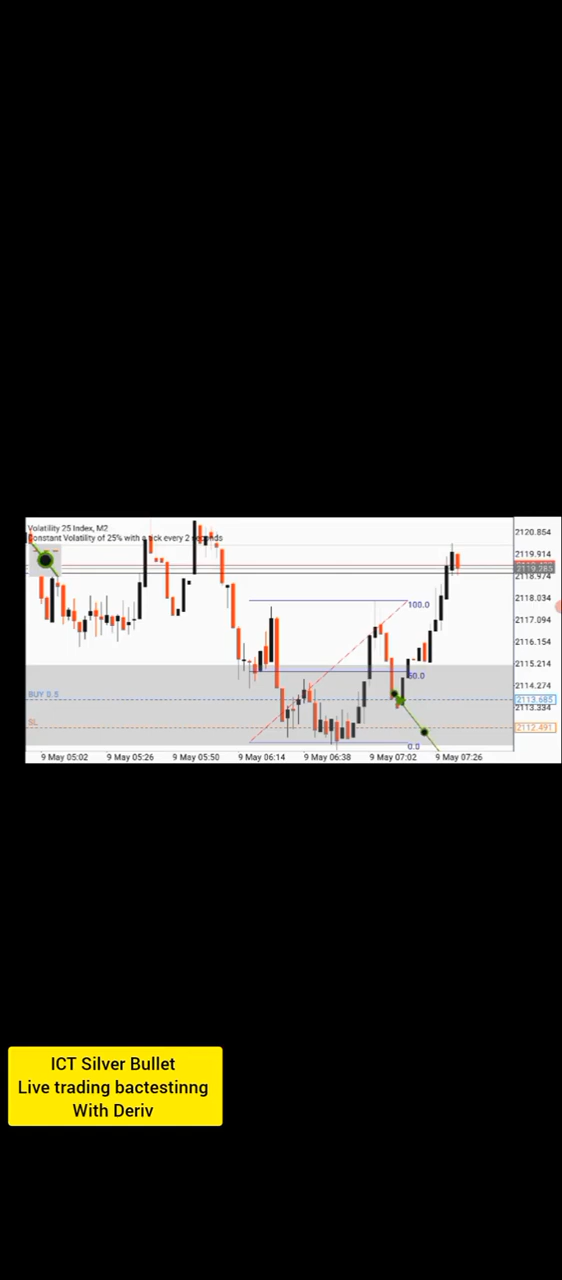 Volatility 25 Index, M2
Constant Volatility of 25% with a tick every 2 seconds
2120.854
2119.914
2119.285
2118.974
2118.034
100.0
2117.094
2116.154
2115.214
50.0
2114.274
BUY 0.5
2113.685
2113.334
SL
2112.491
0.0
9 May 05:02 9 May 05:26 9 May 05:50 9 May 06:14 9 May 06:38 9 May 07:02 9 May 07:26
ICT Silver Bullet
Live trading bactestinng
With Deriv